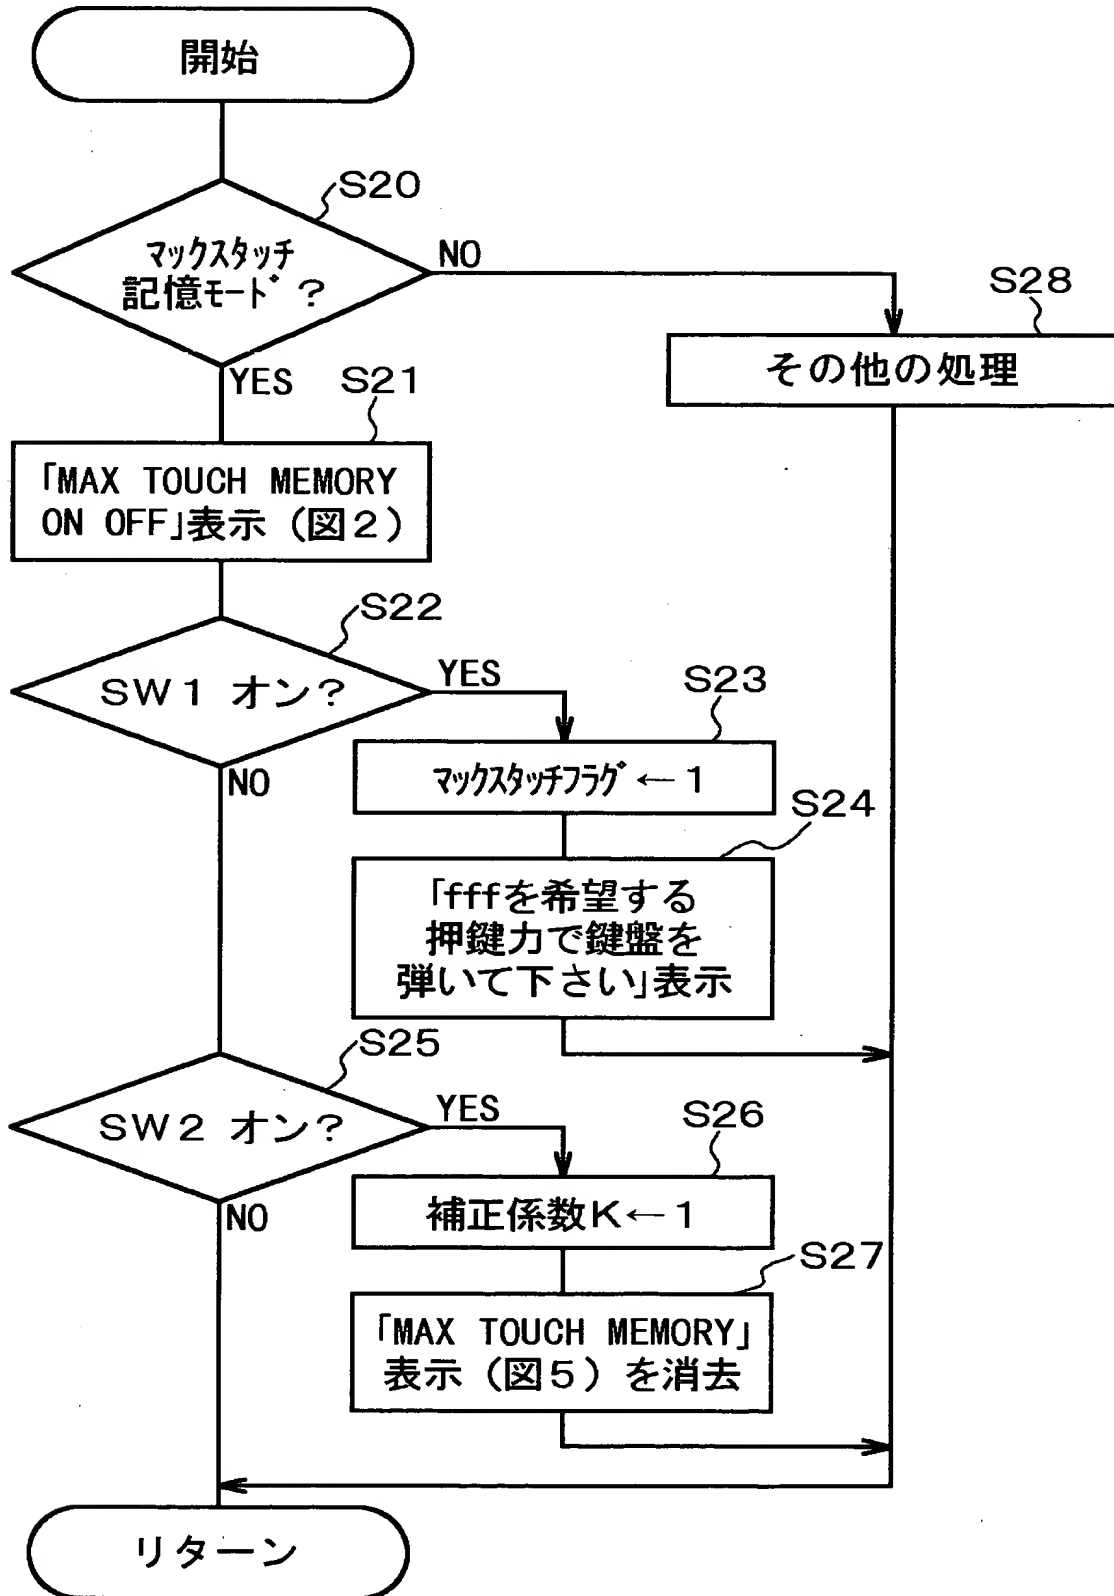 開始
S20
マックスタッチ
記憶モード?
NO
S28
その他の処理
YES
S21
「MAX TOUCH MEMORY
ON OFF」表示(図2)
S22
SW1 オン?
YES
S23
マックスタッチフラグ←1
NO
S24
「fffを希望する
押鍵力で鍵盤を
弾いて下さい」表示
S25
SW2 オン?
YES
S26
補正係数K←1
NO
S27
「MAX TOUCH MEMORY」
表示(図5)を消去
リターン